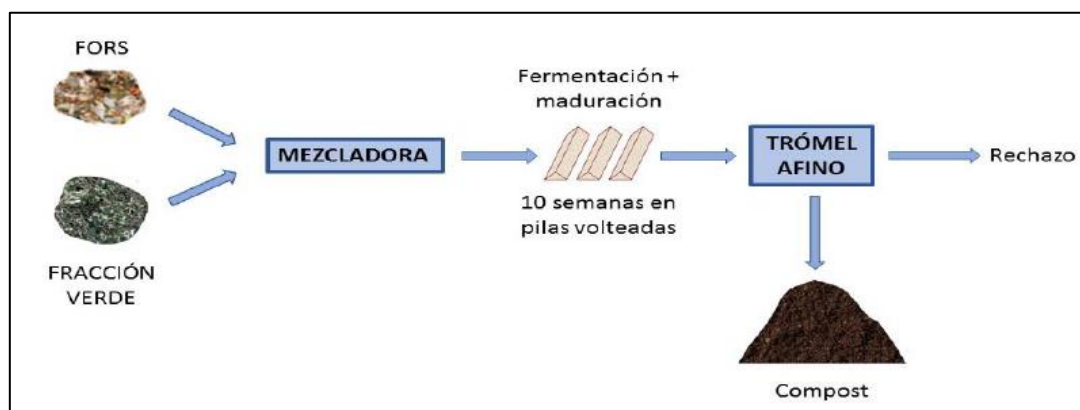 FORS
FRACCIÓN
VERDE
MEZCLADORA
Fermentación +
maduración
10 semanas en
pilas volteadas
TRÓMEL
AFINO
Rechazo
Compost